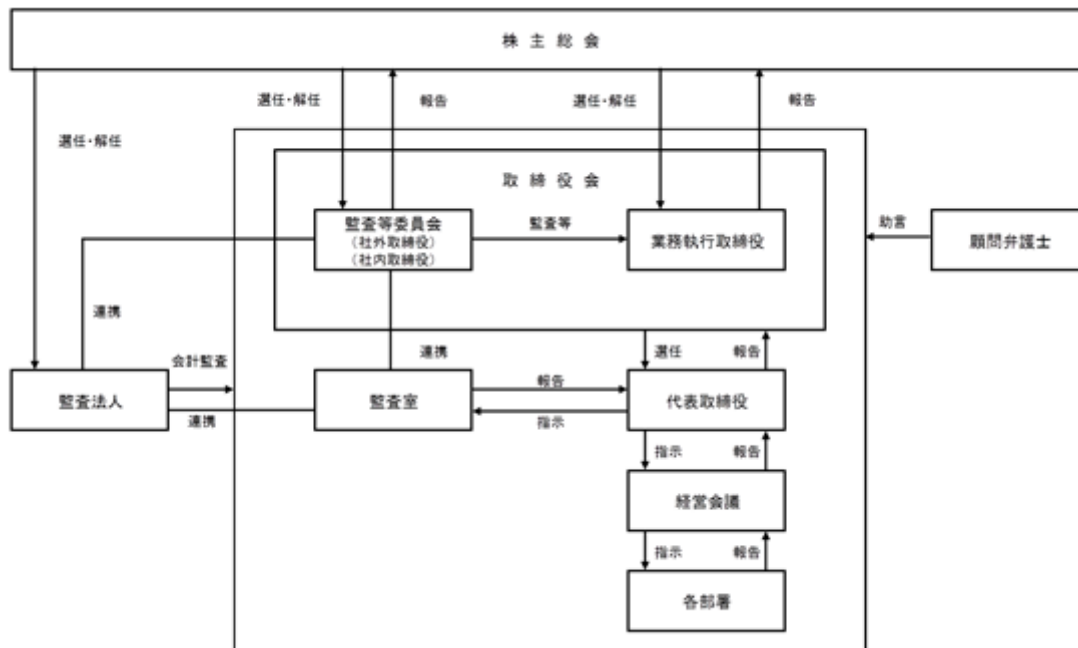 株主総会
選任・解任
報告
選任・解任
報告
選任・解任
取締役会
監査等委員会
(社外取締役)
(社内取締役)
監査等
業務執行取締役
助言
顧問弁護士
連携
会計監査
連携
選任
報告
監査法人
監査室
報告
代表取締役
連携
指示
指示
報告
経営会議
指示
報告
各部署